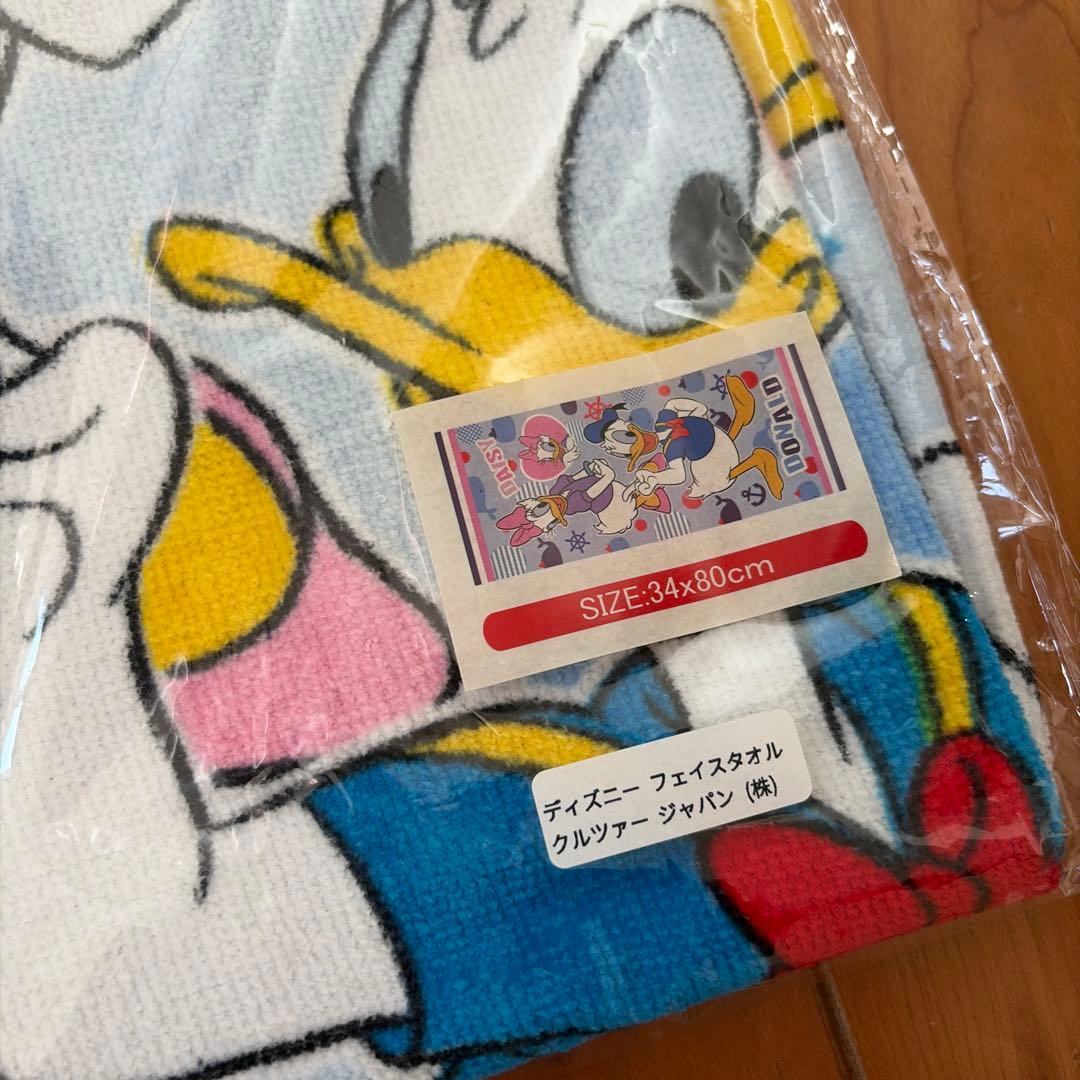 DAISY
DONALD
SIZE:34x80cm
ディズニー フェイスタオル
クルツァー ジャパン (株)